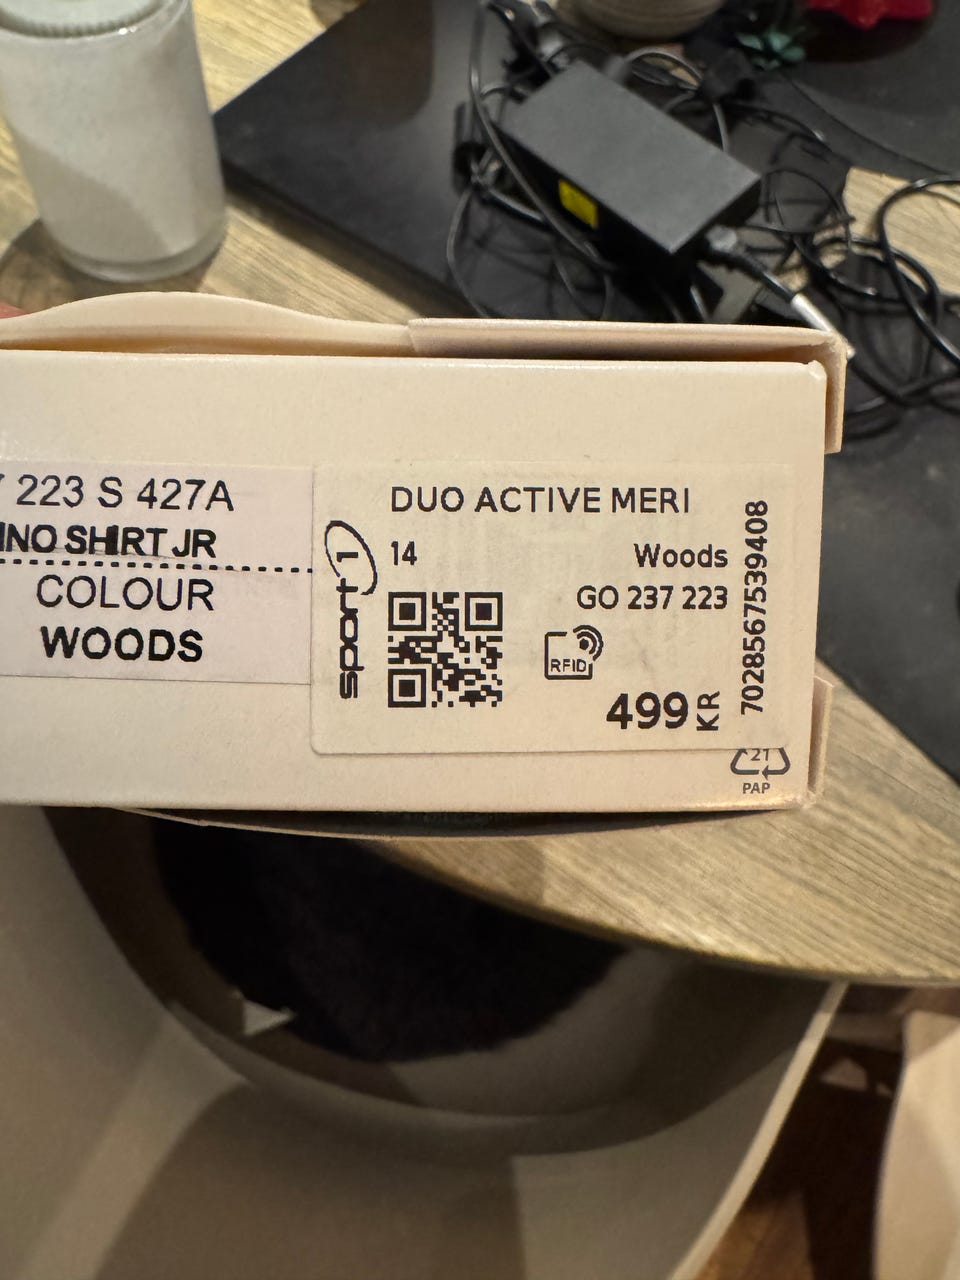 223 S 427A
INO SHIRT JR
COLOUR
WOODS
sport 1
DUO ACTIVE MERI
14
Woods
GO 237 223
RFID
499 KR
7028567539408
21
PAP